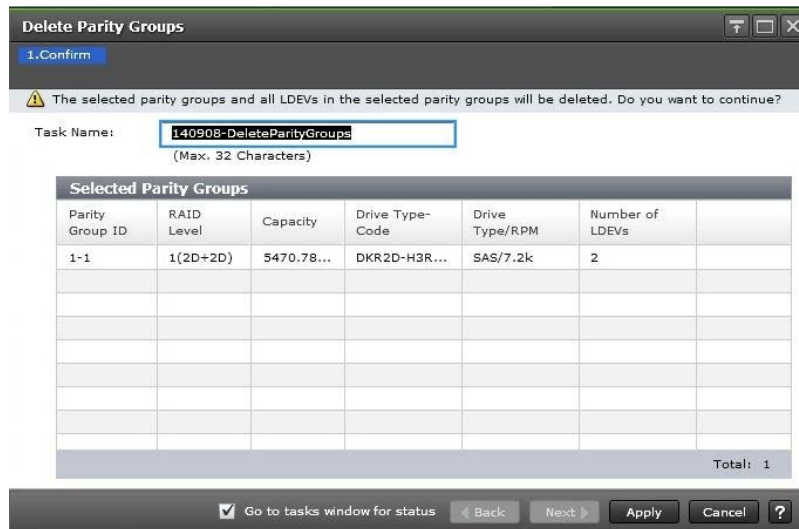 Delete Parity Groups
1.Confirm
The selected parity groups and all LDEVs in the selected parity groups will be deleted. Do you want to continue?
Task Name: 140908-DeleteParityGroups
(Max. 32 Characters)
Selected Parity Groups
Parity Group ID RAID Level Capacity Drive Type-Code Drive Type/RPM Number of LDEVs
1-1 1(2D+2D) 5470.78... DKR2D-H3R... SAS/7.2k 2
Total: 1
Go to tasks window for status Back Next Apply Cancel ?